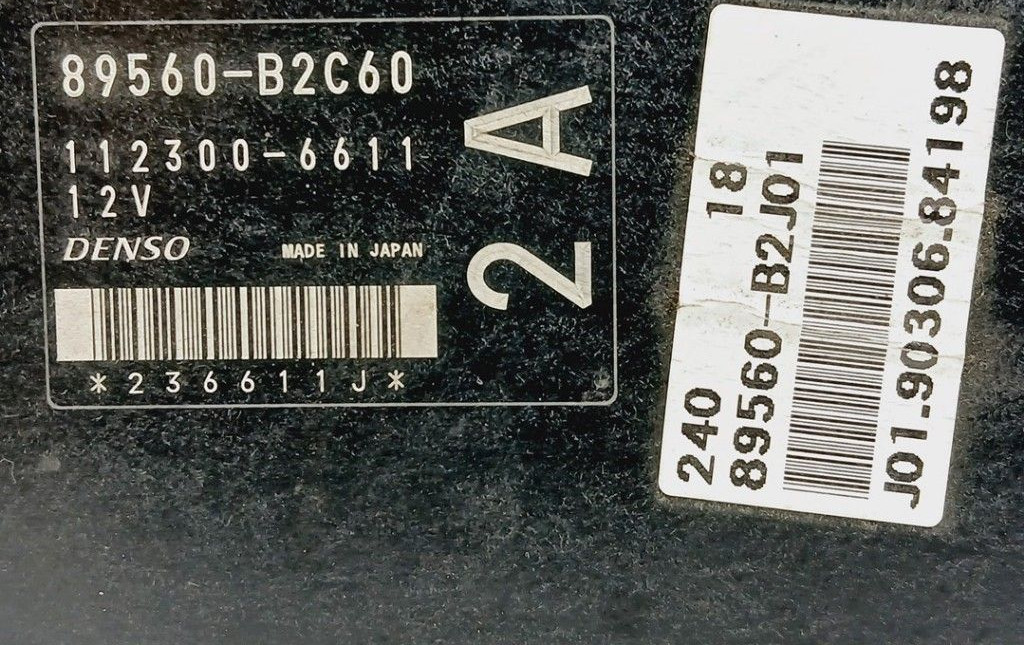 89560-B2C60
112300-6611
12V
DENSO MADE IN JAPAN
*236611J*
2A
240 18
89560-B2J01
J01.90306.84198